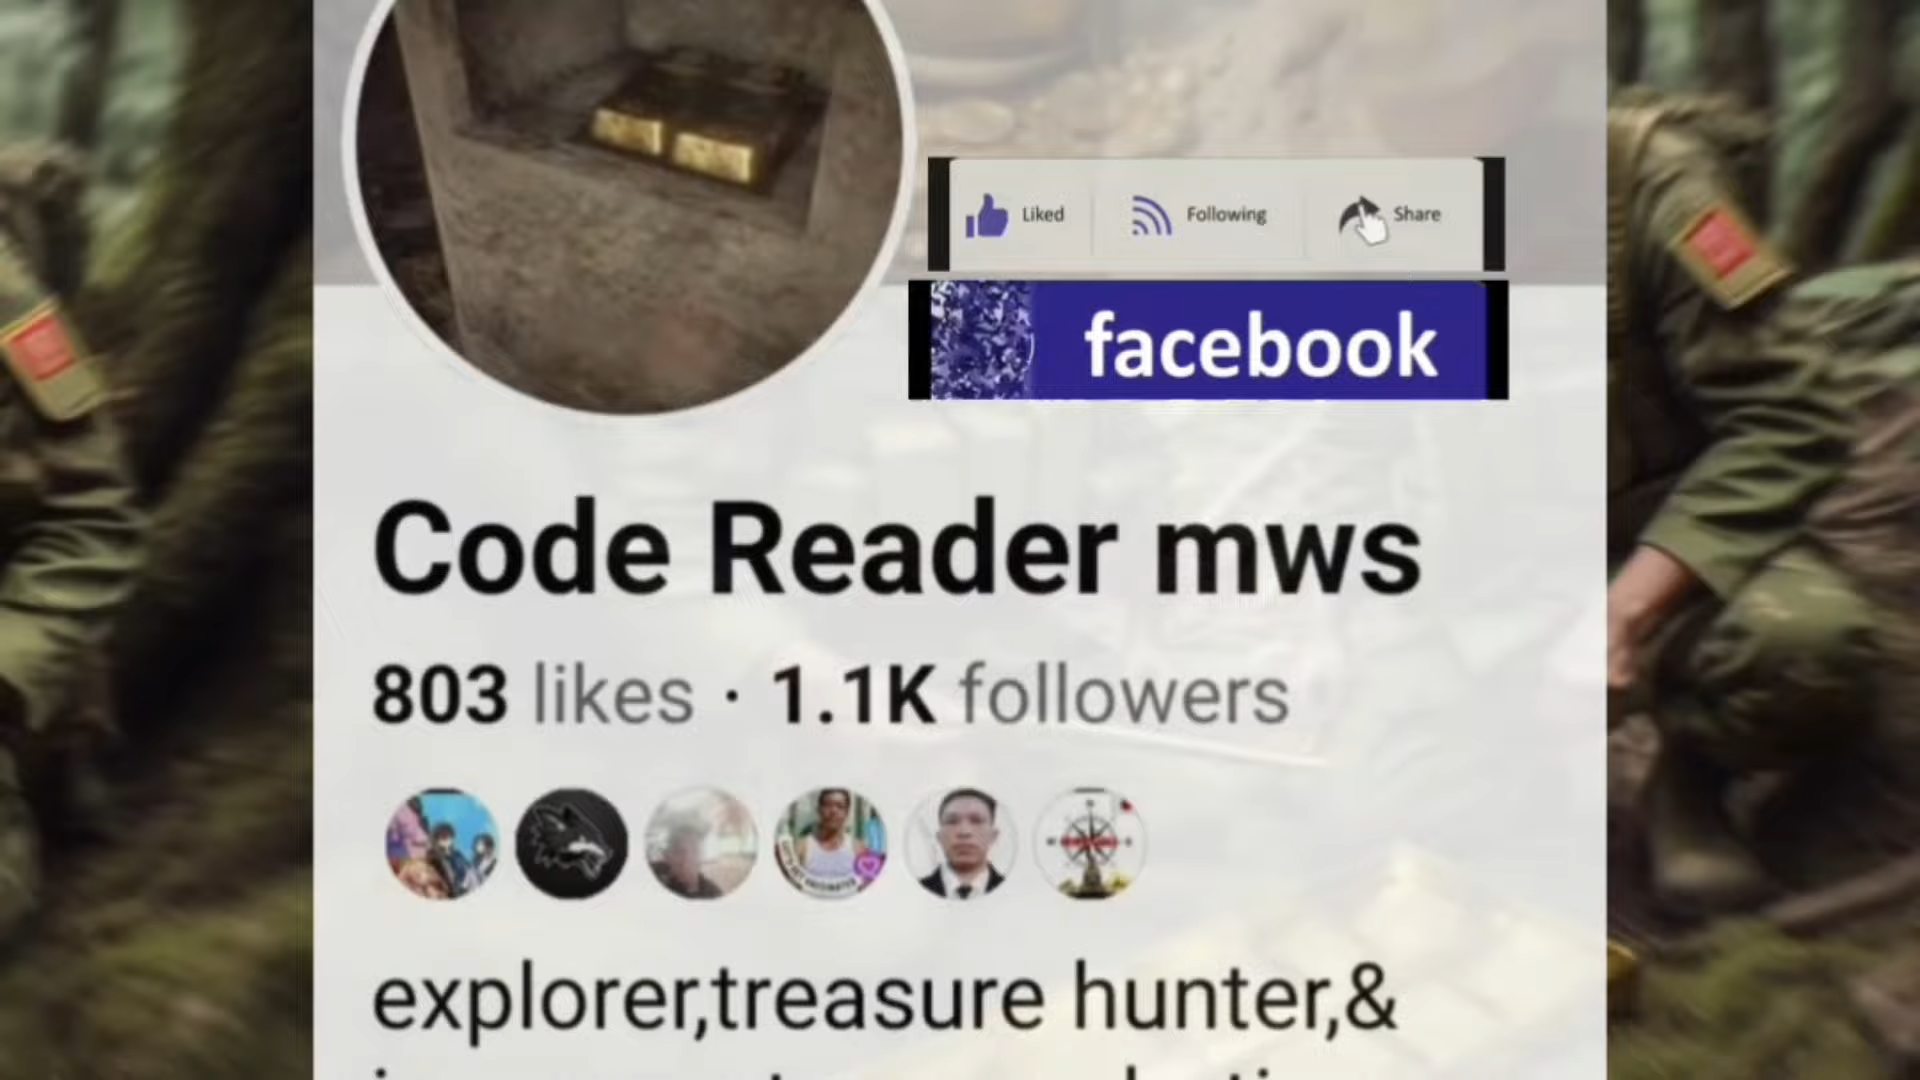 Liked Following Share
facebook
Code Reader mws
803 likes · 1.1K followers
explorer,treasure hunter,&